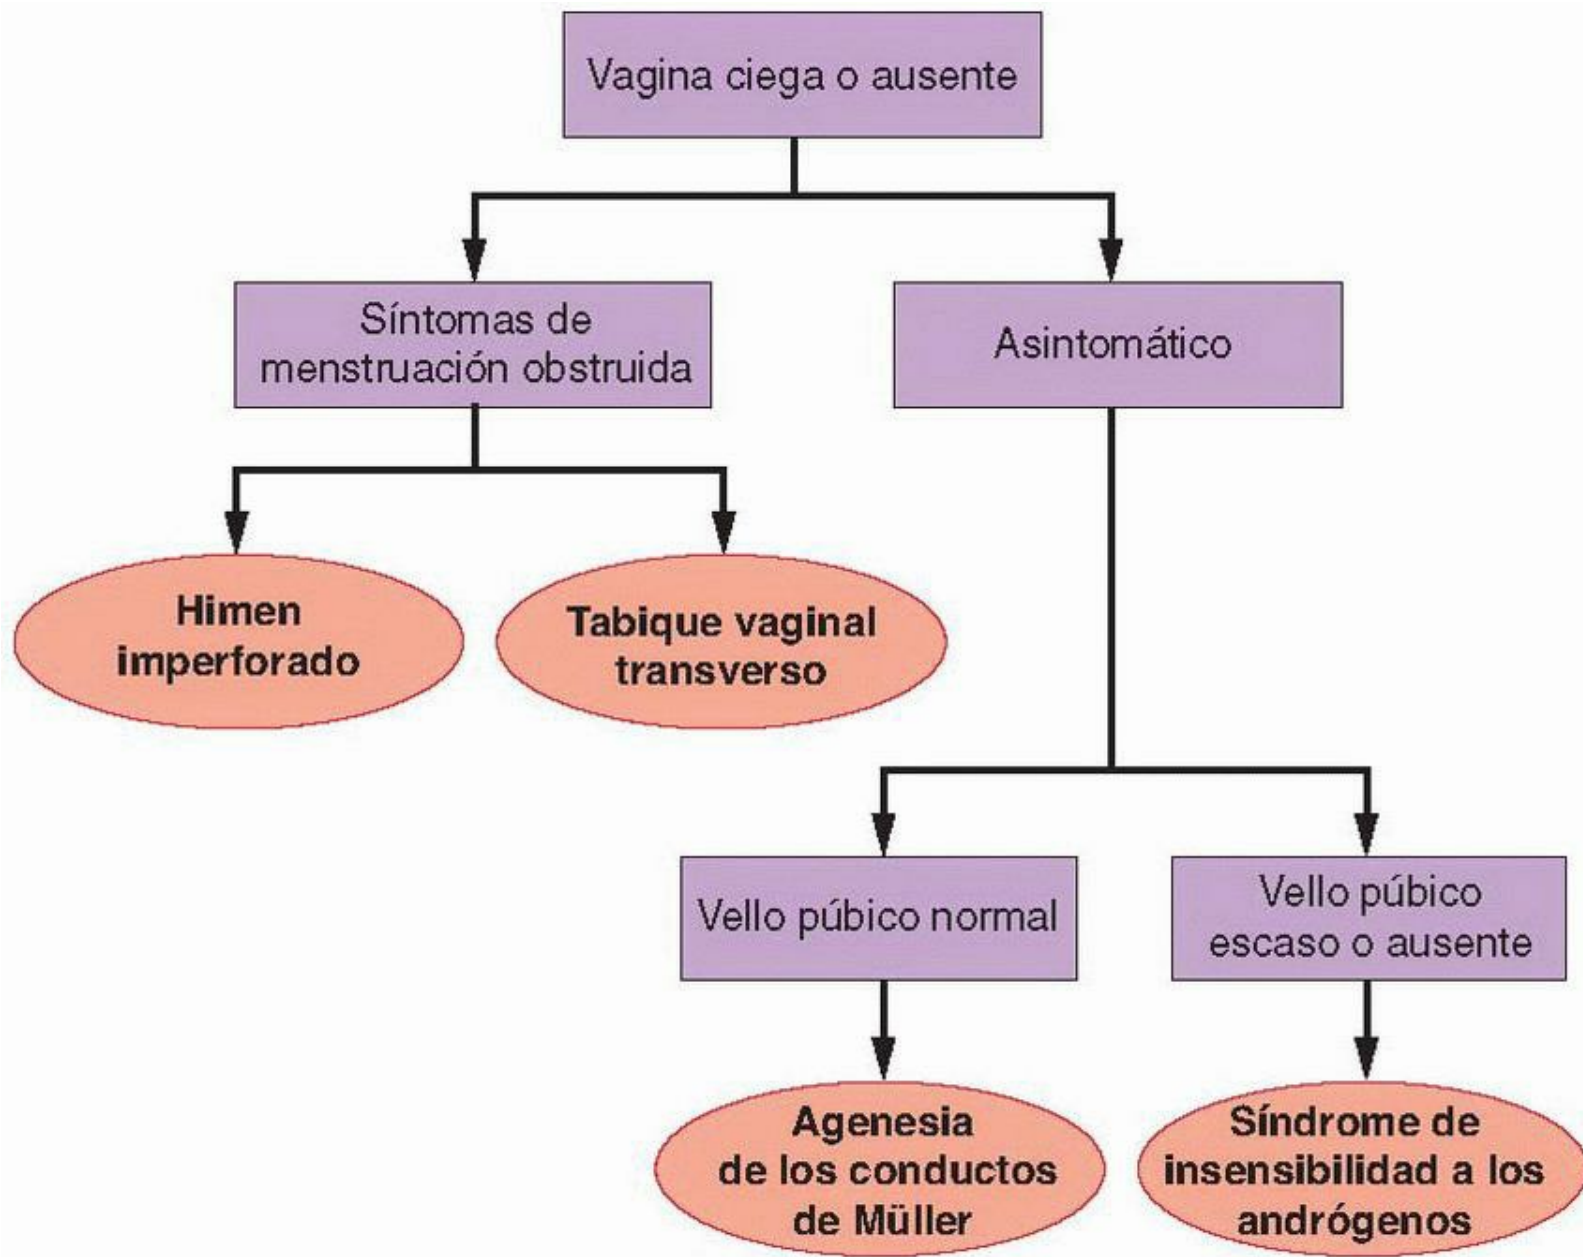 Vagina ciega o ausente
Síntomas de
menstruación obstruida
Asintomático
Himen
imperforado
Tabique vaginal
transverso
Vello púbico normal
Vello púbico
escaso o ausente
Agenesia
de los conductos
de Müller
Síndrome de
insensibilidad a los
andrógenos